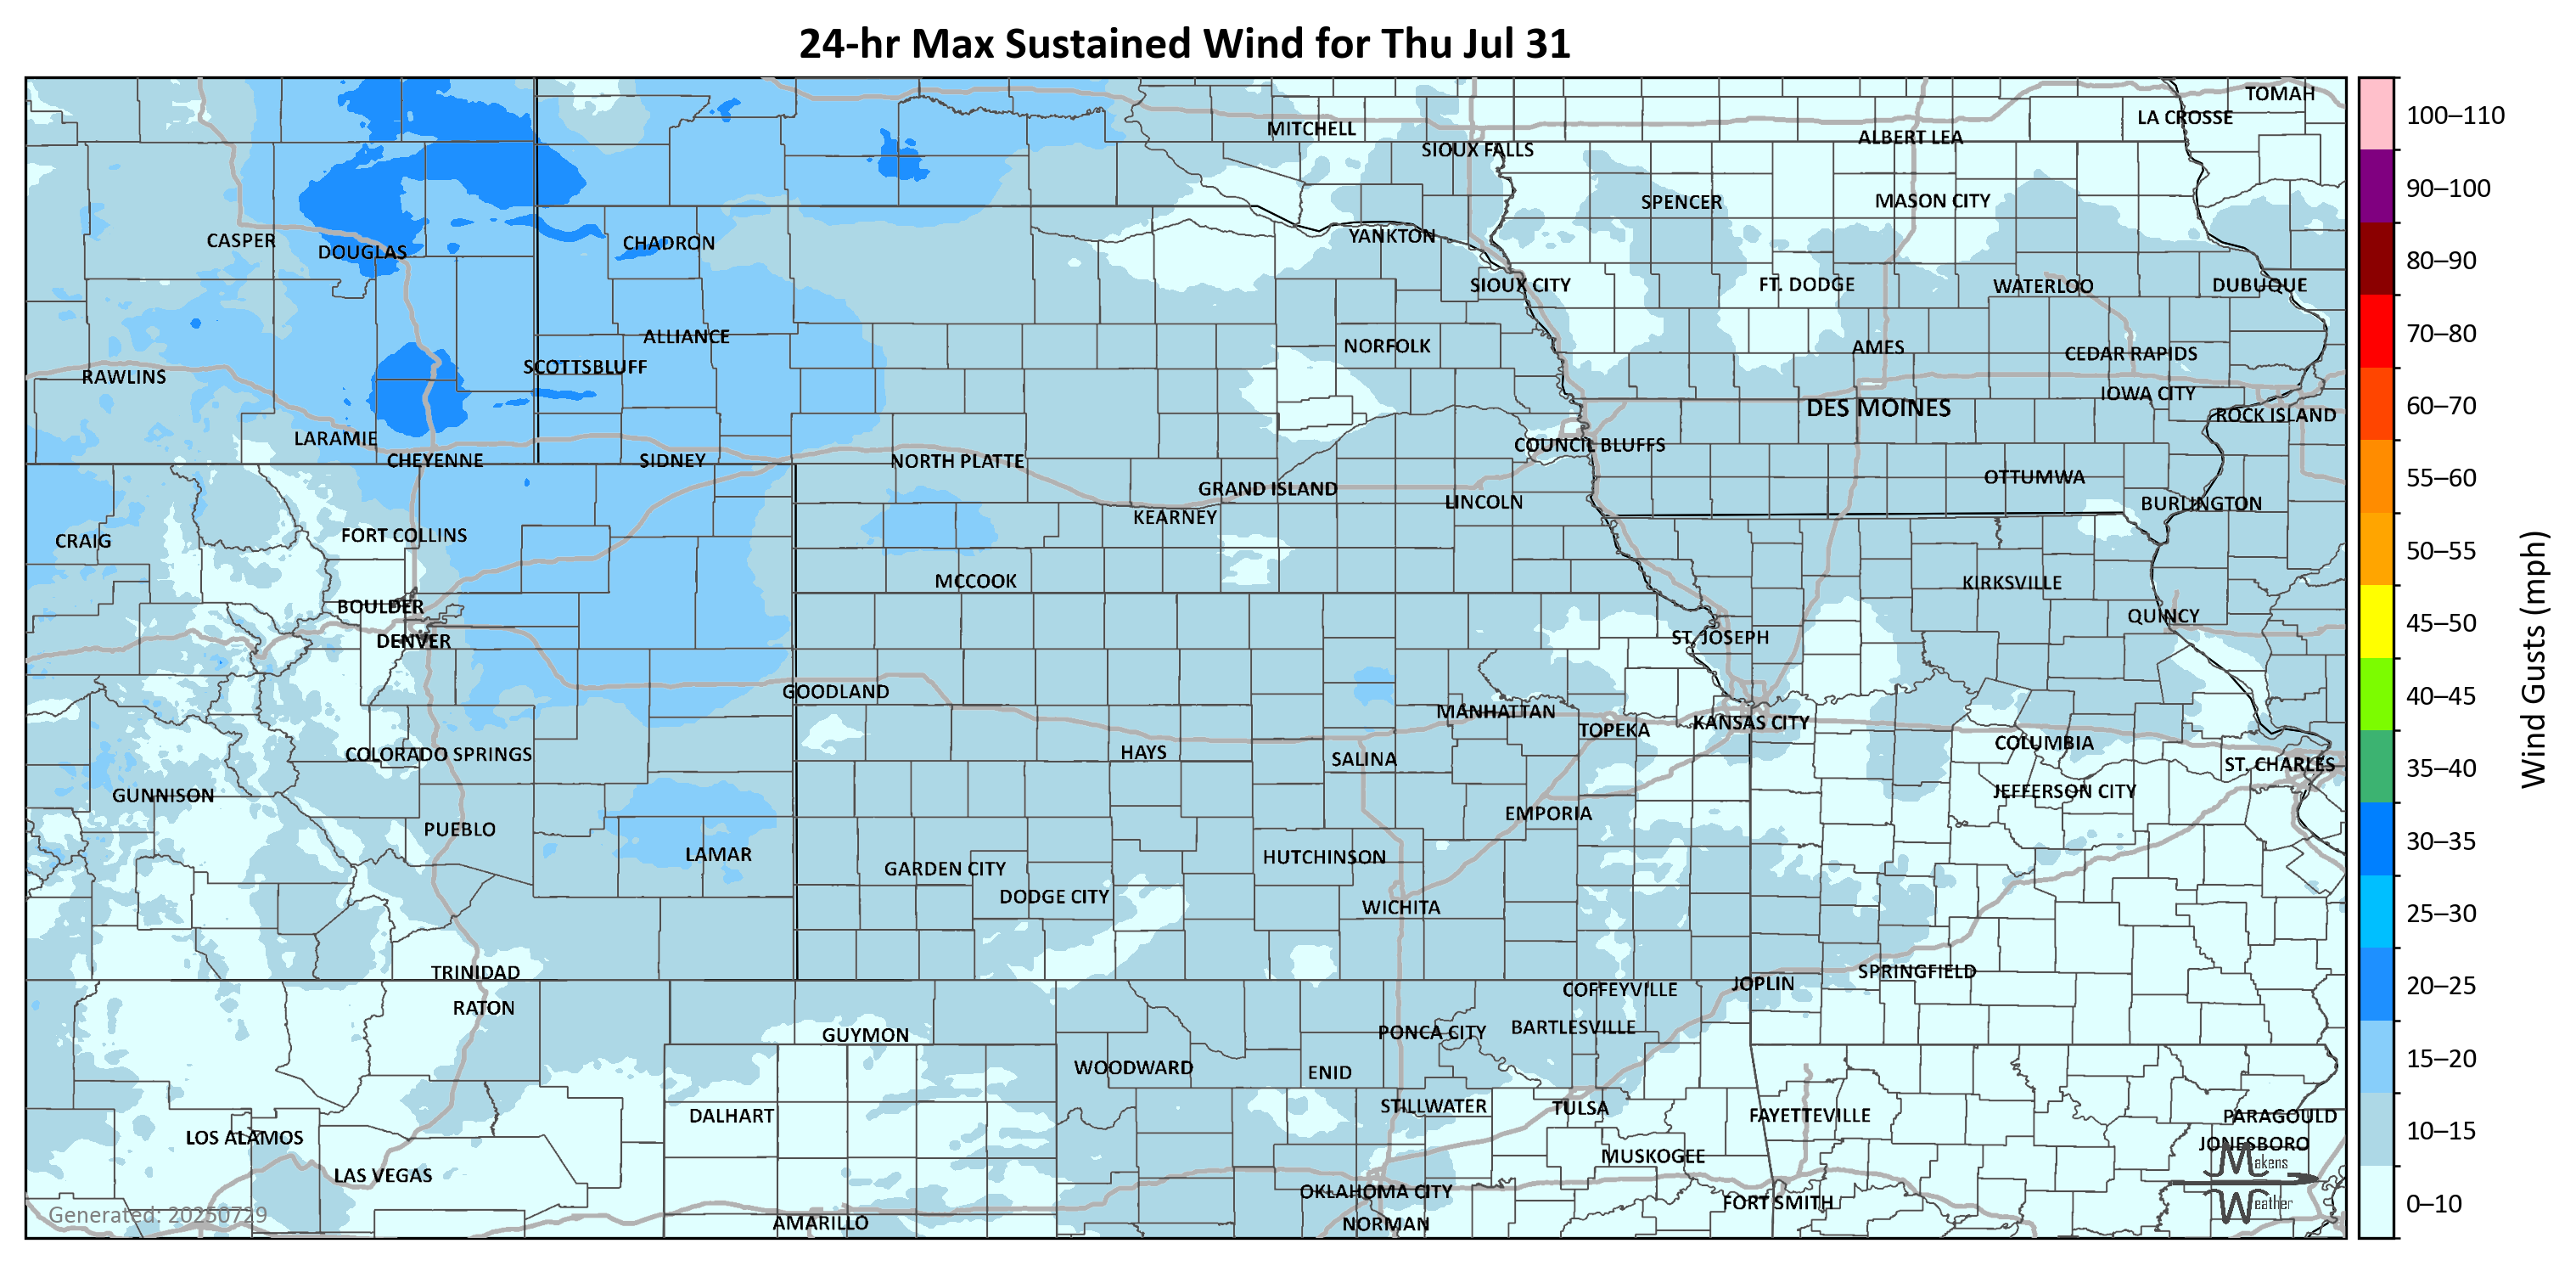 24-hr Max Sustained Wind for Thu Jul 31
TOMAH
LA CROSSE
MITCHELL
ALBERT LEA
SIOUX FALLS
SPENCER
MASON CITY
CASPER
DOUGLAS
CHADRON
YANKTON
SIOUX CITY
FT. DODGE
WATERLOO
DUBUQUE
ALLIANCE
NORFOLK
AMES
CEDAR RAPIDS
SCOTTSBLUFF
RAWLINS
IOWA CITY
DES MOINES
ROCK ISLAND
LARAMIE
COUNCIL BLUFFS
CHEYENNE
SIDNEY
NORTH PLATTE
OTTUMWA
GRAND ISLAND
LINCOLN
BURLINGTON
KEARNEY
FORT COLLINS
CRAIG
MCCOOK
KIRKSVILLE
BOULDER
QUINCY
DENVER
ST. JOSEPH
GOODLAND
MANHATTAN
KANSAS CITY
TOPEKA
COLUMBIA
COLORADO SPRINGS
HAYS
SALINA
ST. CHARLES
GUNNISON
JEFFERSON CITY
EMPORIA
PUEBLO
LAMAR
HUTCHINSON
GARDEN CITY
DODGE CITY
WICHITA
TRINIDAD
SPRINGFIELD
JOPLIN
COFFEYVILLE
RATON
BARTLESVILLE
PONCA CITY
GUYMON
WOODWARD
ENID
STILLWATER
TULSA
DALHART
FAYETTEVILLE
PARAGOULD
LOS ALAMOS
JONESBORO
MUSKOGEE
LAS VEGAS
OKLAHOMA CITY
FORT SMITH
AMARILLO
NORMAN
Generated: 20250729
Makens
Weather
100–110
90–100
80–90
70–80
60–70
55–60
50–55
45–50
40–45
35–40
30–35
25–30
20–25
15–20
10–15
0–10
Wind Gusts (mph)